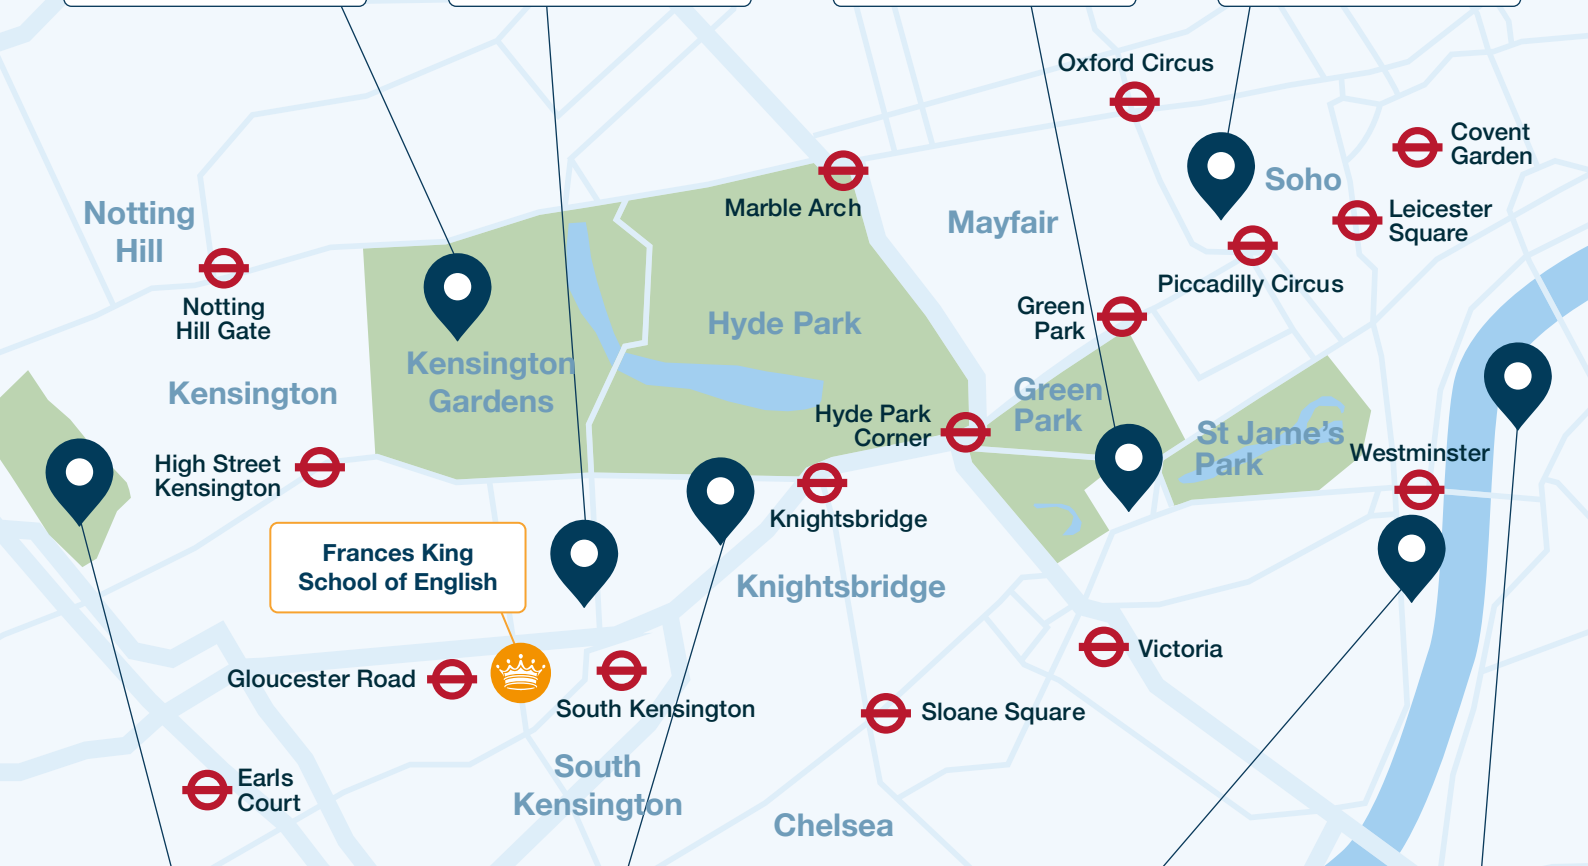 Oxford Circus
Covent
Garden
Soho
Marble Arch
Leicester
Square
Notting
Hill
Mayfair
Notting
Hill Gate
Piccadilly Circus
Hyde Park
Green
Park
Kensington
Gardens
Kensington
Green
Park
Hyde Park
Corner
St Jame's
Park
Westminster
High Street
Kensington
Knightsbridge
Frances King
School of English
Knightsbridge
Victoria
Gloucester Road
South Kensington
Sloane Square
Earls
Court
South
Kensington
Chelsea